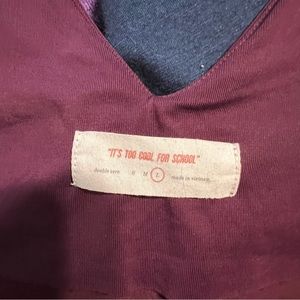 "IT'S TOO COOL FOR SCHOOL"
double zero S M L made in vietnam